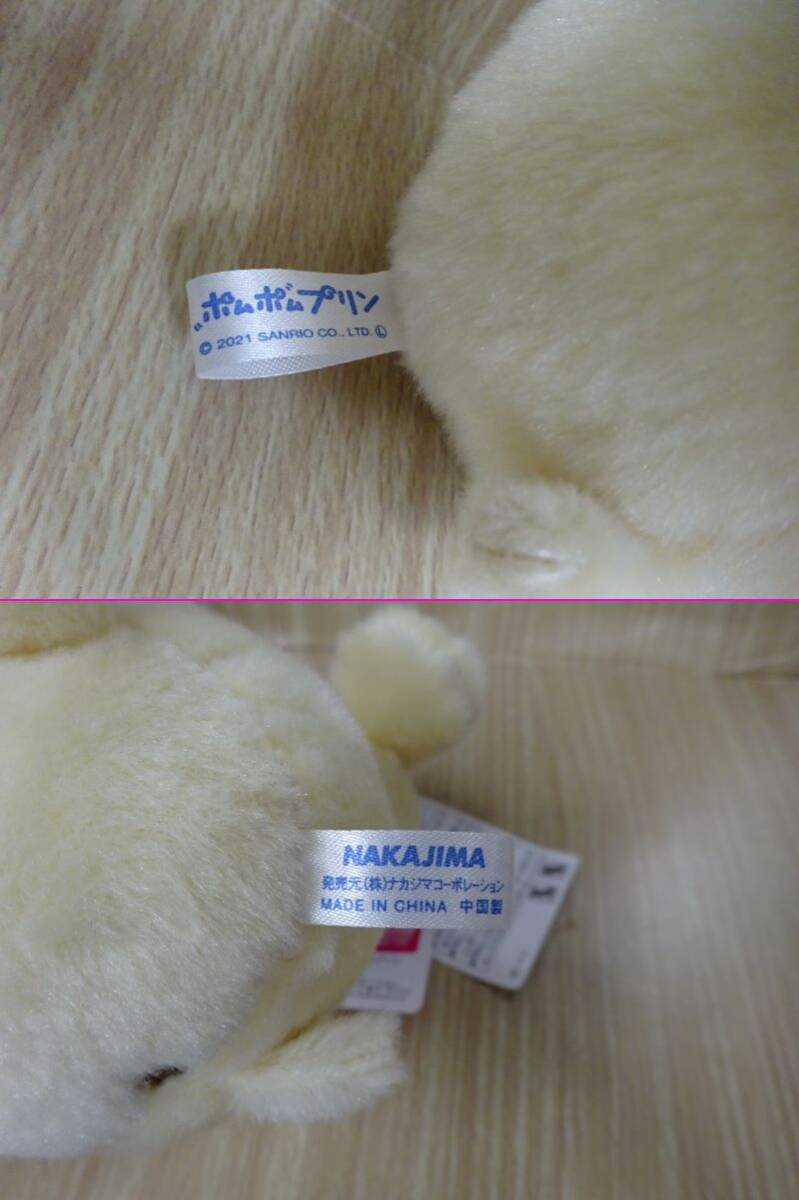 ポムポムプリン
© 2021 SANRIO CO., LTD. Ⓛ
NAKAJIMA
発売元(株)ナカジマコーポレーション
MADE IN CHINA 中国製